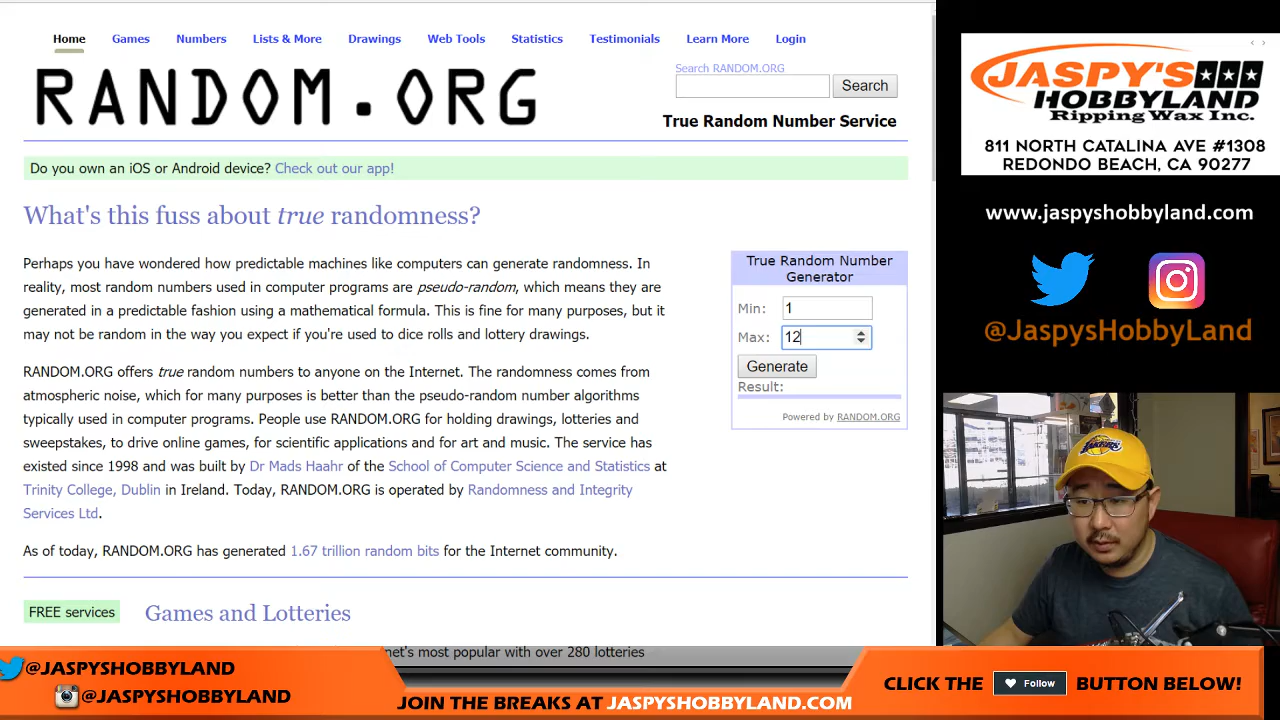 Home Games Numbers Lists & More Drawings Web Tools Statistics Testimonials Learn More Login
RANDOM.ORG
Search RANDOM.ORG
Search
True Random Number Service
Do you own an iOS or Android device? Check out our app!
What's this fuss about true randomness?
Perhaps you have wondered how predictable machines like computers can generate randomness. In
reality, most random numbers used in computer programs are pseudo-random, which means they are
generated in a predictable fashion using a mathematical formula. This is fine for many purposes, but it
may not be random in the way you expect if you're used to dice rolls and lottery drawings.
RANDOM.ORG offers true random numbers to anyone on the Internet. The randomness comes from
atmospheric noise, which for many purposes is better than the pseudo-random number algorithms
typically used in computer programs. People use RANDOM.ORG for holding drawings, lotteries and
sweepstakes, to drive online games, for scientific applications and for art and music. The service has
existed since 1998 and was built by Dr Mads Haahr of the School of Computer Science and Statistics at
Trinity College, Dublin in Ireland. Today, RANDOM.ORG is operated by Randomness and Integrity
Services Ltd.
As of today, RANDOM.ORG has generated 1.67 trillion random bits for the Internet community.
True Random Number
Generator
Min: 1
Max: 12
Generate
Result:
Powered by RANDOM.ORG
FREE services
Games and Lotteries
net's most popular with over 280 lotteries
JASPY'S
HOBBYLAND
Ripping Wax Inc.
811 NORTH CATALINA AVE #1308
REDONDO BEACH, CA 90277
www.jaspyshobbyland.com
@JaspysHobbyLand
LAKERS
@JASPYSHOBBYLAND
@JASPYSHOBBYLAND
JOIN THE BREAKS AT JASPYSHOBBYLAND.COM
CLICK THE Follow BUTTON BELOW!